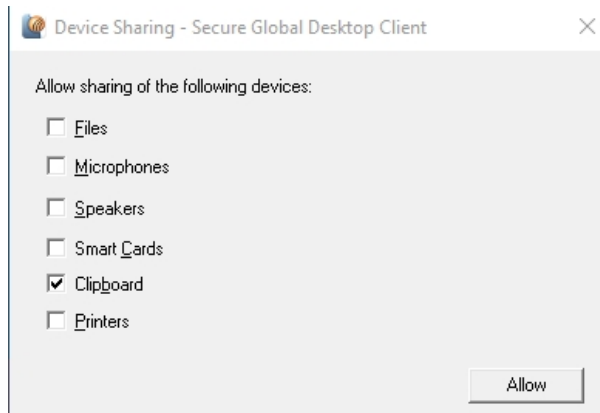 Device Sharing - Secure Global Desktop Client
Allow sharing of the following devices:
Files
Microphones
Speakers
Smart Cards
Clipboard
Printers
Allow